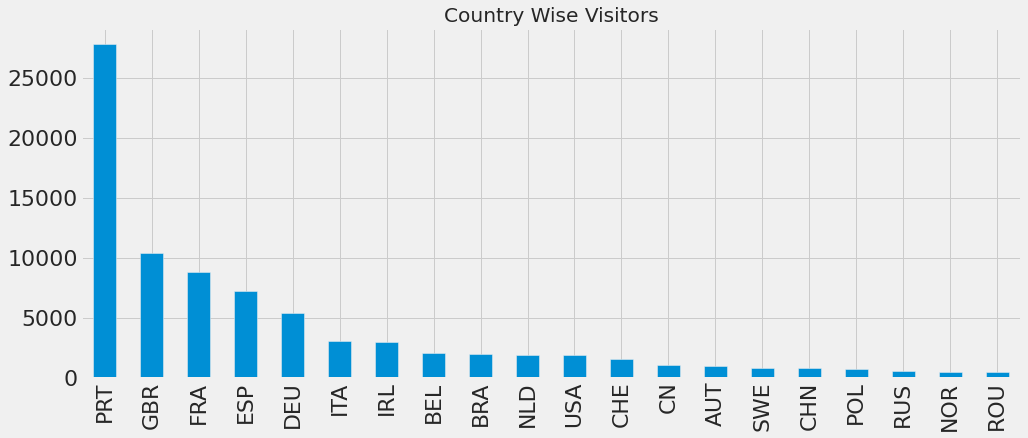 Country Wise Visitors
25000
20000
15000
10000
5000
0
PRT
GBR
FRA
ESP
DEU
ITA
IRL
BEL
BRA
NLD
USA
CHE
CN
AUT
SWE
CHN
POL
RUS
NOR
ROU